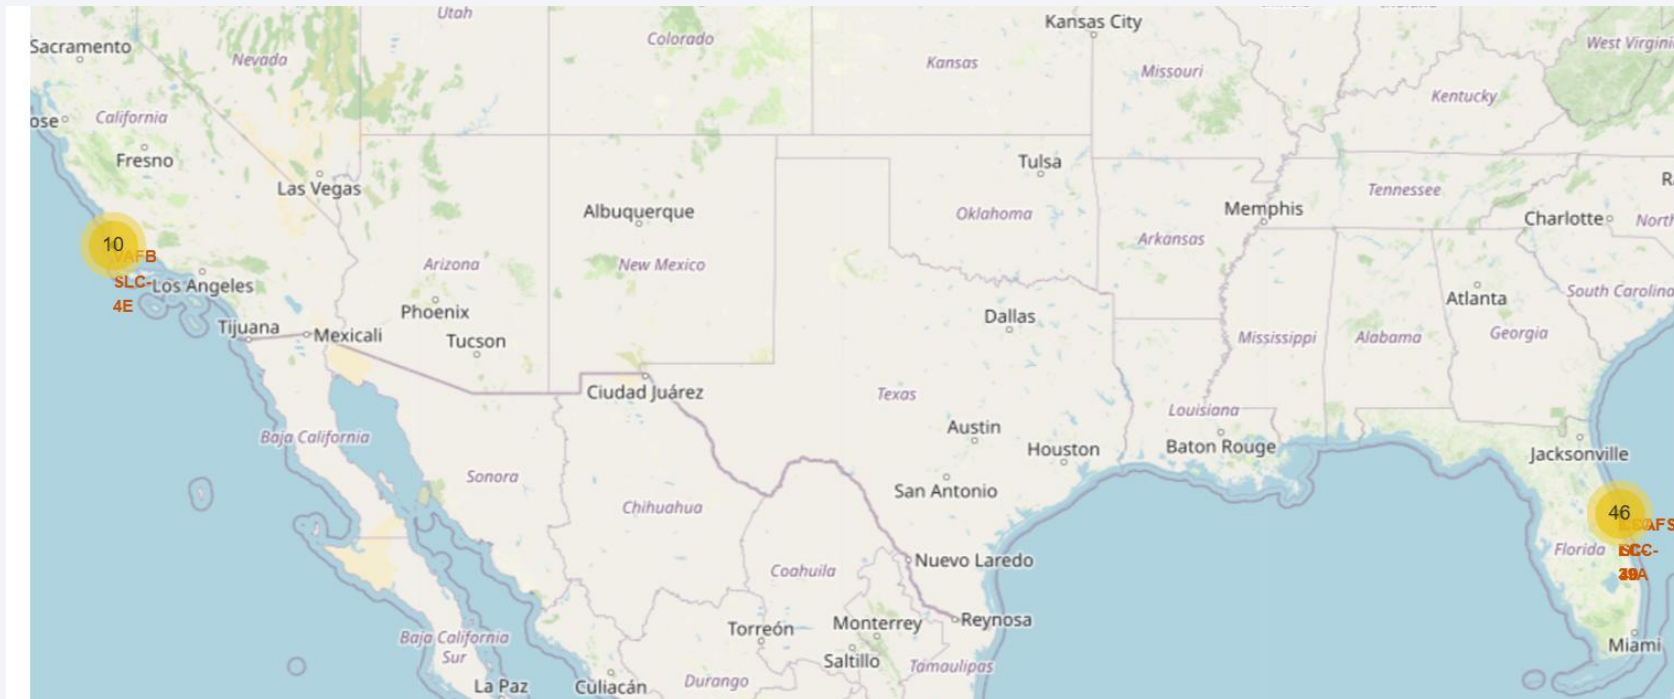 Utah
Kansas City
Sacramento
Colorado
West Virgini
Nevada
Kansas
Missouri
Kentucky
ose
California
Fresno
Tulsa
Las Vegas
Tennessee
R
Albuquerque
Oklahoma
Memphis
Charlotte
North
10
Arkansas
VAFB
SLC-
4E
Los Angeles
Arizona
New Mexico
Atlanta
South Carolina
Phoenix
Dallas
Tijuana
Mexicali
Tucson
Mississippi
Alabama
Georgia
Ciudad Juárez
Texas
Louisiana
Austin
Baja California
Houston
Baton Rouge
Jacksonville
Sonora
San Antonio
Chihuahua
46
Florida
Nuevo Laredo
Coahuila
Reynosa
Torreón
Monterrey
Baja California
Sur
Miami
Saltillo
Tamaulipas
La Paz
Culiacán
Durango